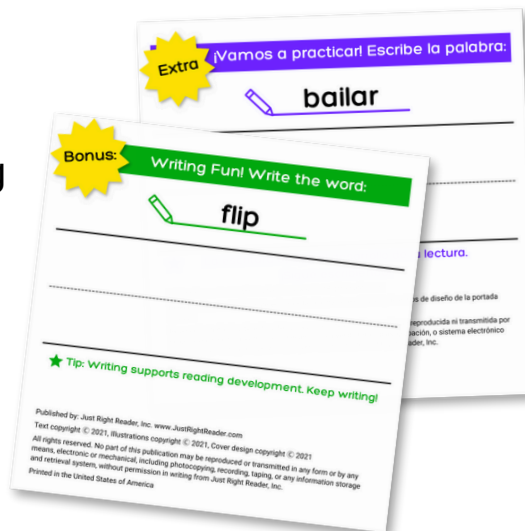 g
Extra
¡Vamos a practicar! Escribe la palabra:
bailar
lectura.
s de diseño de la portada
reproducida ni transmitida por
pación, o sistema electrónico
ader, Inc.
Bonus:
Writing Fun! Write the word:
flip
Tip: Writing supports reading development. Keep writing!
Published by: Just Right Reader, Inc. www.JustRightReader.com
Text copyright © 2021, Illustrations copyright © 2021, Cover design copyright © 2021
All rights reserved. No part of this publication may be reproduced or transmitted in any form or by any
means, electronic or mechanical, including photocopying, recording, taping, or any information storage
and retrieval system, without permission in writing from Just Right Reader, Inc.
Printed in the United States of America